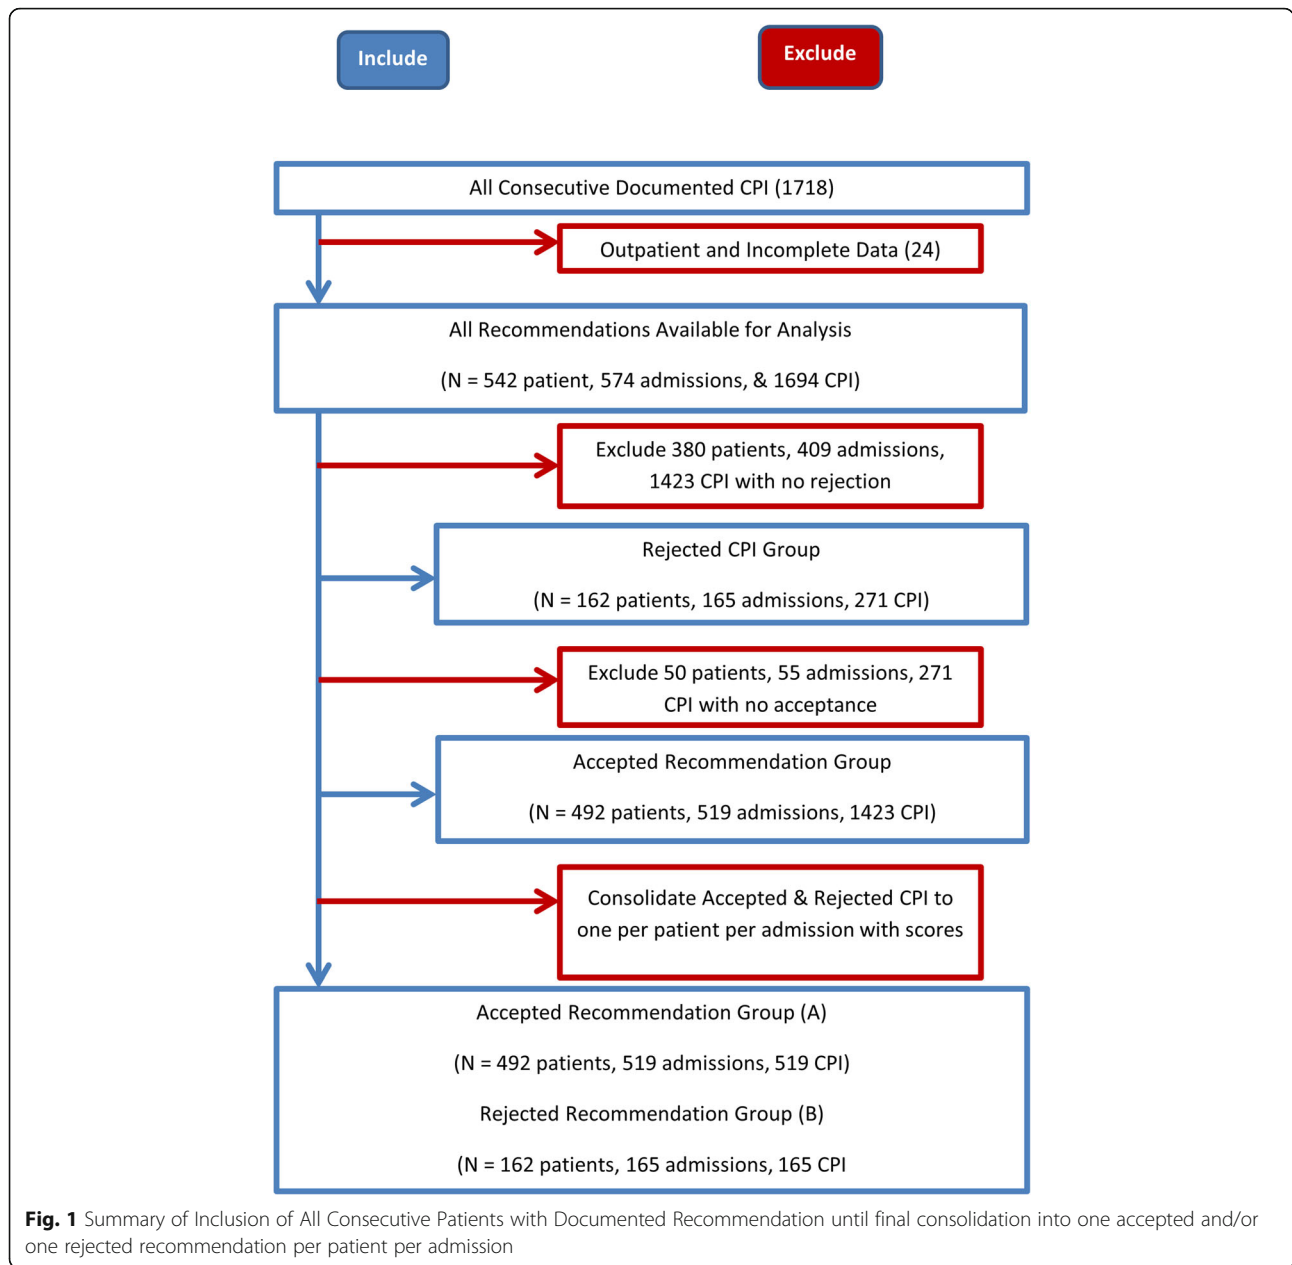 Include
Exclude
All Consecutive Documented CPI (1718)
Outpatient and Incomplete Data (24)
All Recommendations Available for Analysis
(N = 542 patient, 574 admissions, & 1694 CPI)
Exclude 380 patients, 409 admissions,
1423 CPI with no rejection
Rejected CPI Group
(N = 162 patients, 165 admissions, 271 CPI)
Exclude 50 patients, 55 admissions, 271
CPI with no acceptance
Accepted Recommendation Group
(N = 492 patients, 519 admissions, 1423 CPI)
Consolidate Accepted & Rejected CPI to
one per patient per admission with scores
Accepted Recommendation Group (A)
(N = 492 patients, 519 admissions, 519 CPI)
Rejected Recommendation Group (B)
(N = 162 patients, 165 admissions, 165 CPI
Fig. 1 Summary of Inclusion of All Consecutive Patients with Documented Recommendation until final consolidation into one accepted and/or
one rejected recommendation per patient per admission